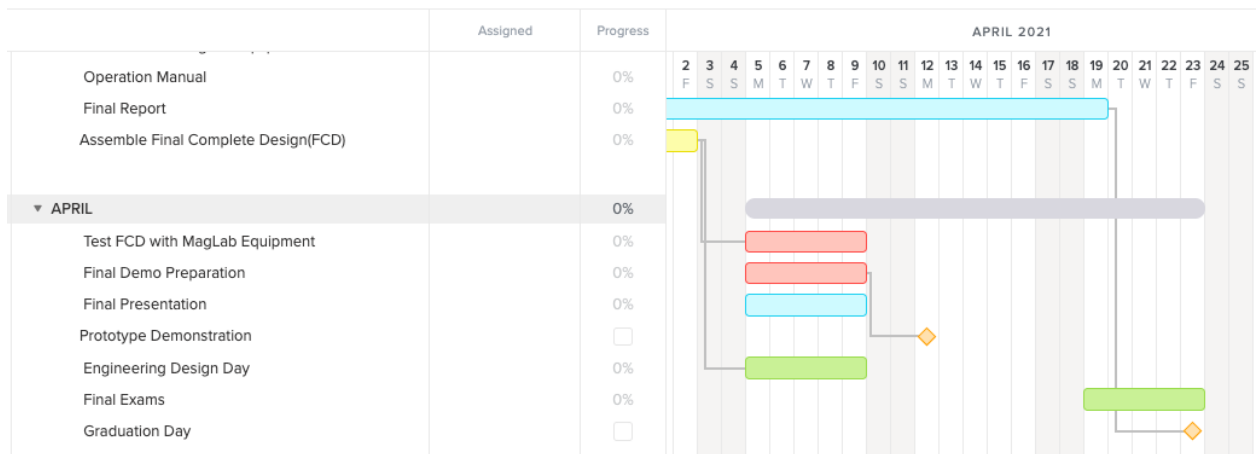 Assigned Progress APRIL 2021
2 3 4 5 6 7 8 9 10 11 12 13 14 15 16 17 18 19 20 21 22 23 24 25
F S S M T W T F S S M T W T F S S M T W T F S S
Operation Manual 0%
Final Report 0%
Assemble Final Complete Design(FCD) 0%
APRIL 0%
Test FCD with MagLab Equipment 0%
Final Demo Preparation 0%
Final Presentation 0%
Prototype Demonstration
Engineering Design Day 0%
Final Exams 0%
Graduation Day